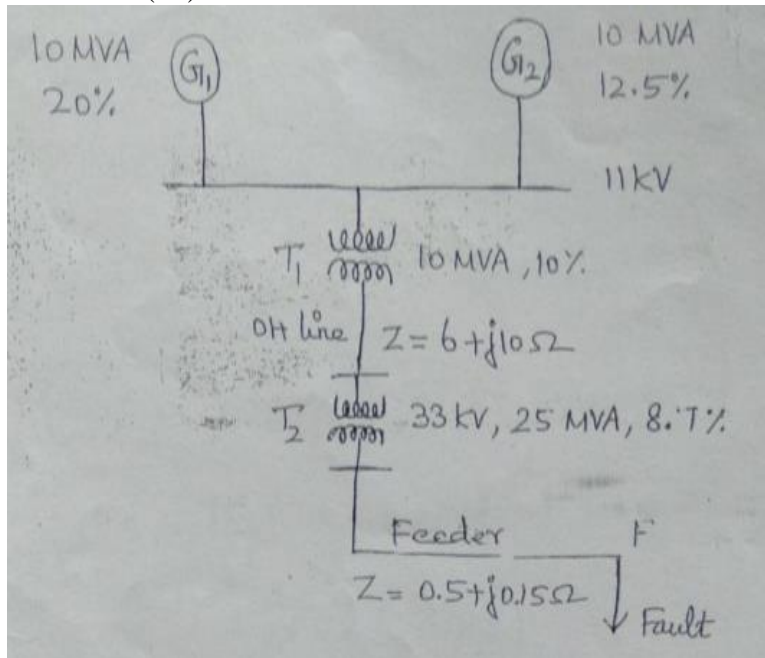 10 MVA
20%
G1
G2
10 MVA
12.5%
11KV
T1
10 MVA, 10%
OH line
Z = 6+j10Ω
T2
33 KV, 25 MVA, 8.7%
Feeder
F
Z = 0.5+j0.15Ω
Fault